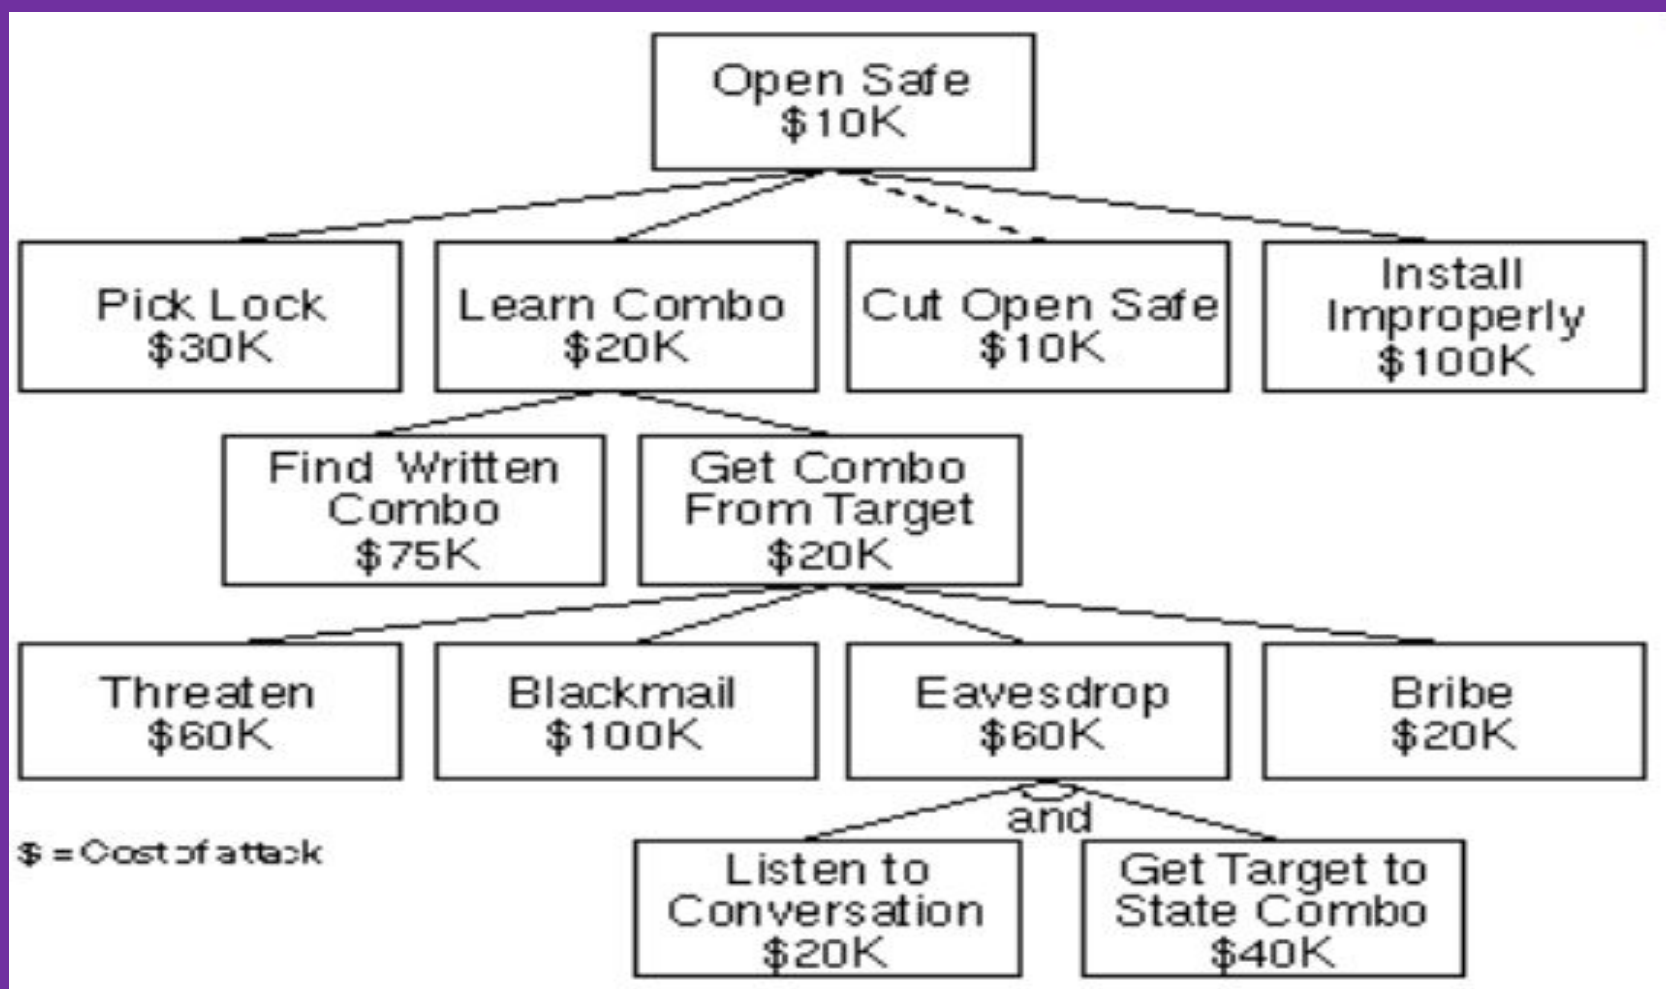 Open Safe
$10K
Pick Lock
$30K
Learn Combo
$20K
Cut Open Safe
$10K
Install
Improperly
$100K
Find Written
Combo
$75K
Get Combo
From Target
$20K
Threaten
$60K
Blackmail
$100K
Eavesdrop
$60K
Bribe
$20K
and
$ = Cost of attack
Listen to
Conversation
$20K
Get Target to
State Combo
$40K